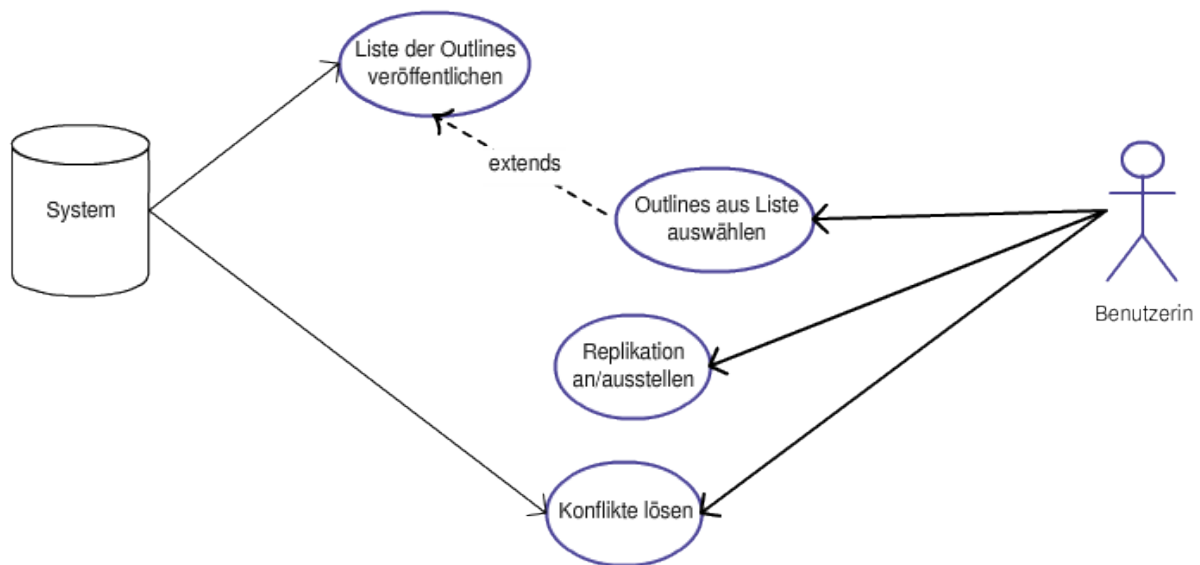 Liste der Outlines
veröffentlichen
extends
System
Outlines aus Liste
auswählen
Benutzerin
Replikation
an/ausstellen
Konflikte lösen